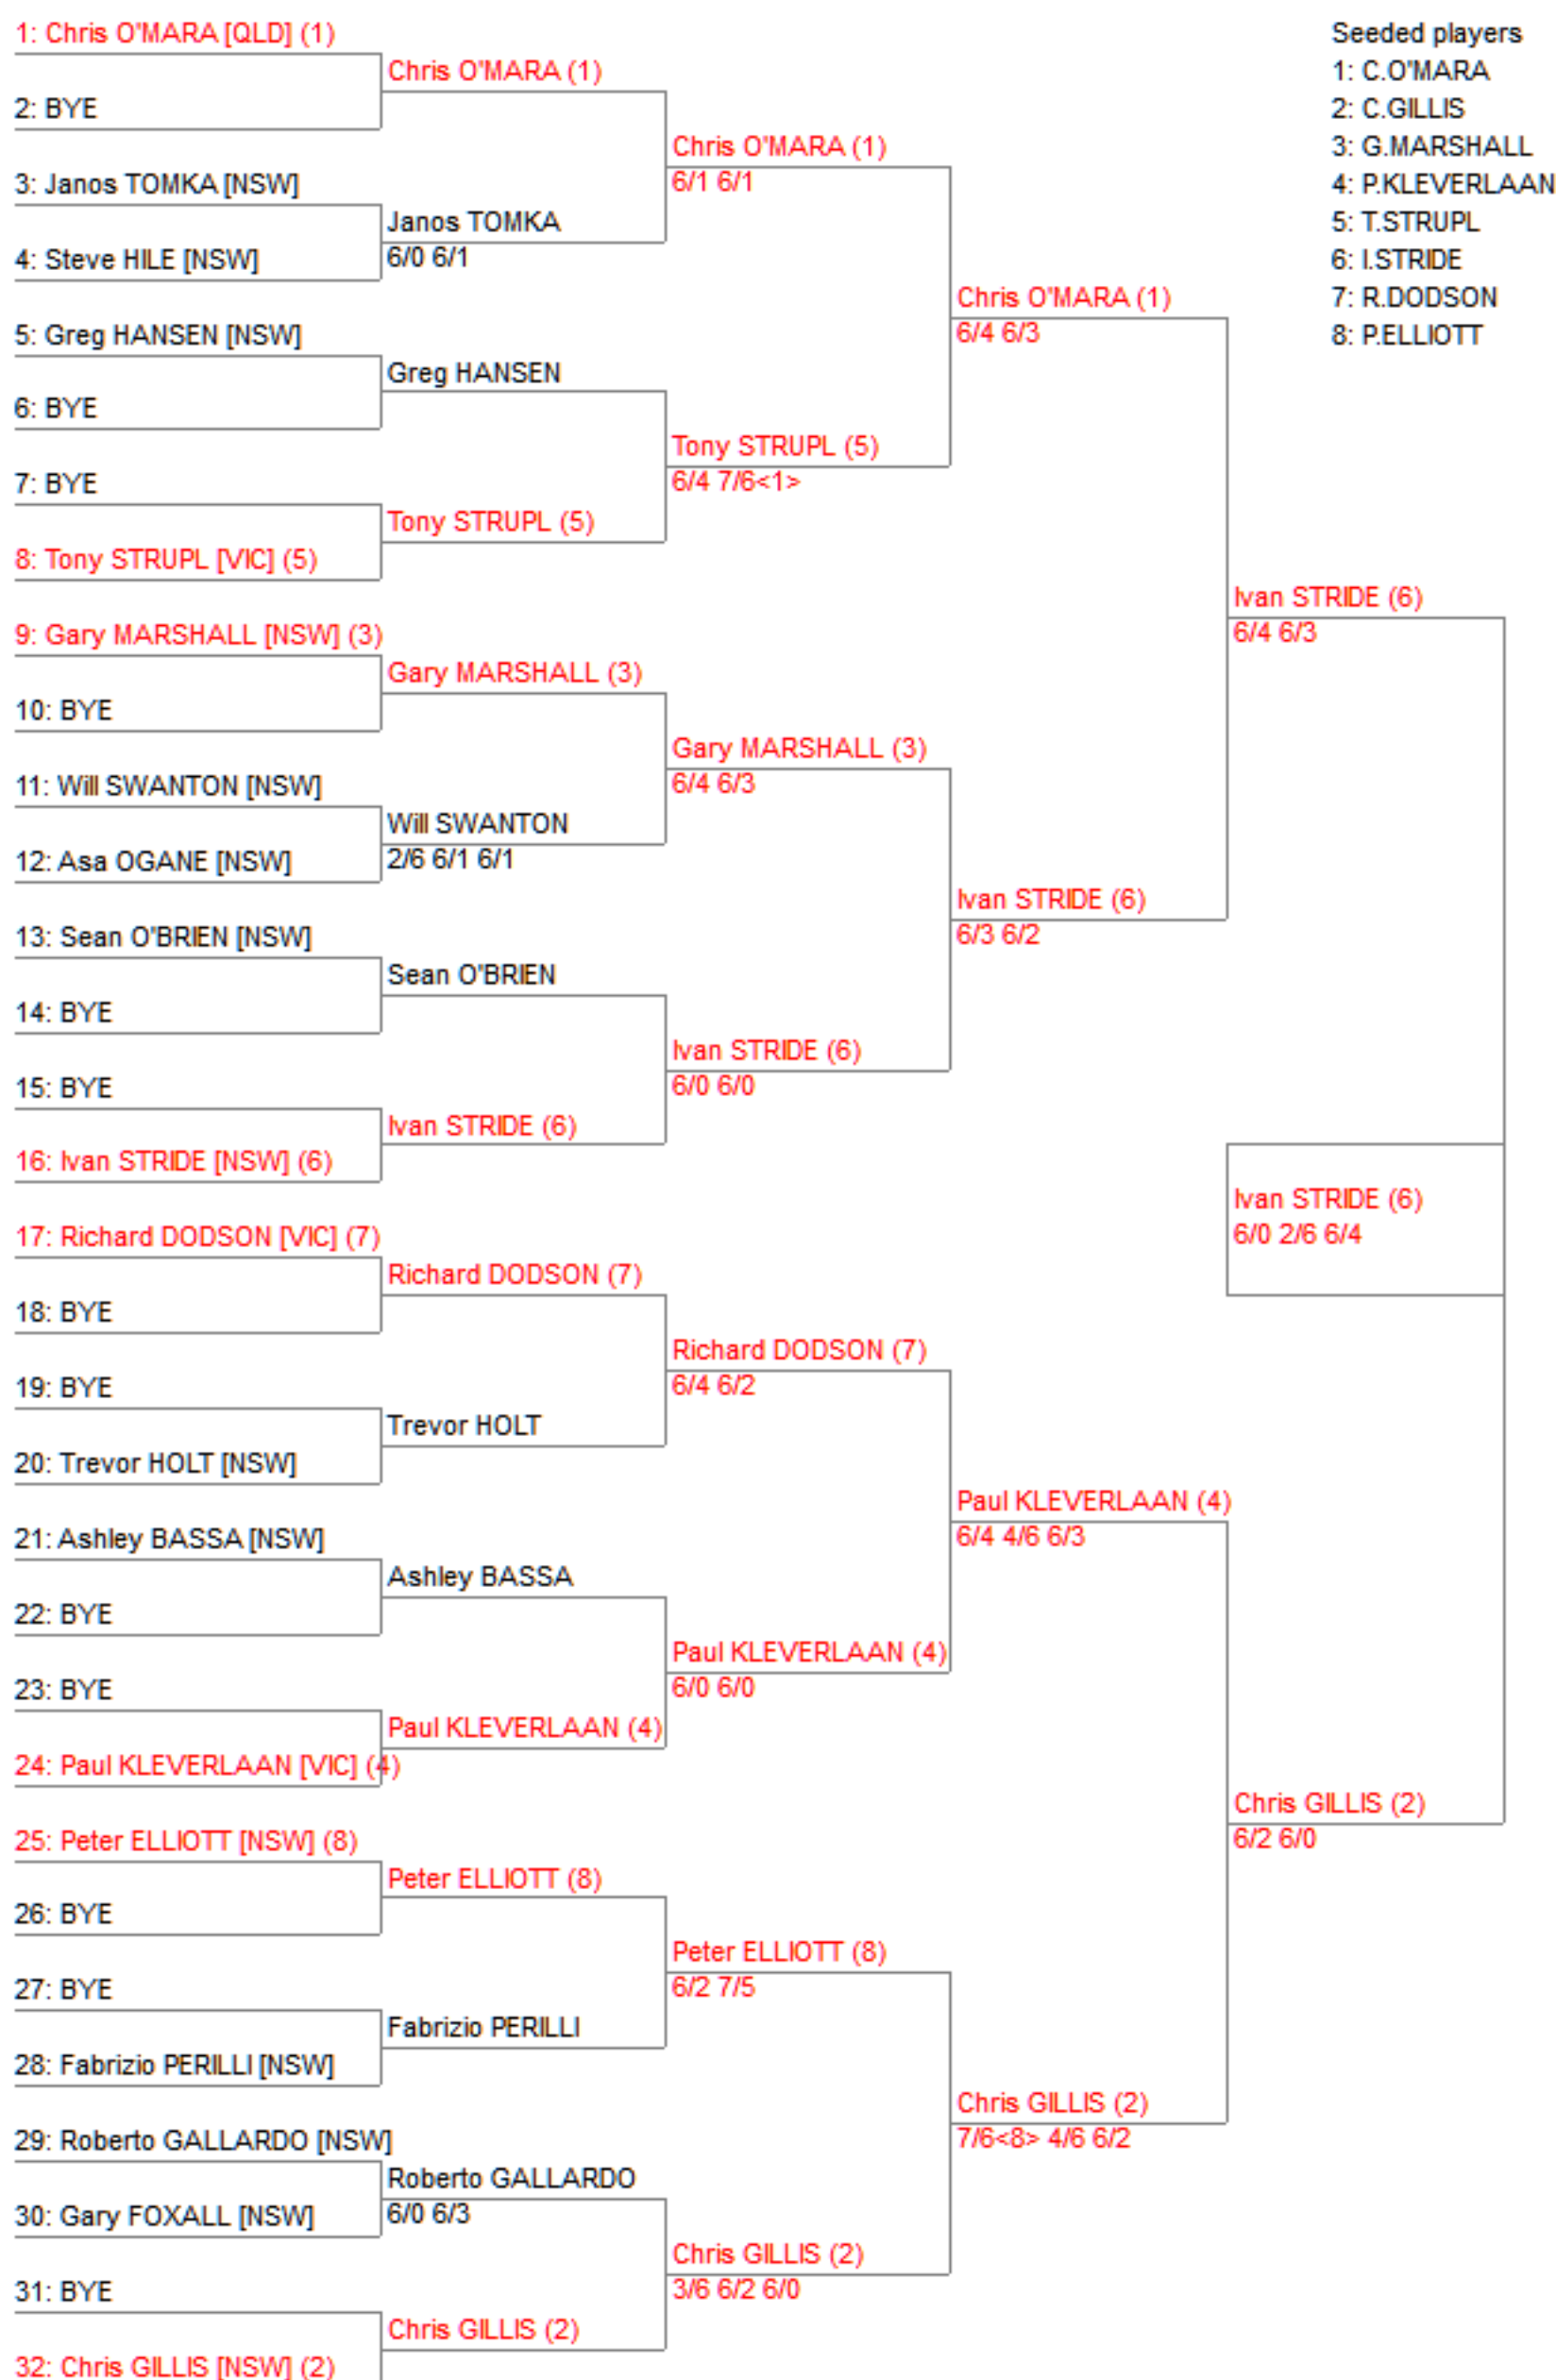 1: Chris O'MARA [QLD] (1)
2: BYE
3: Janos TOMKA [NSW]
4: Steve HILE [NSW]
5: Greg HANSEN [NSW]
6: BYE
7: BYE
8: Tony STRUPL [VIC] (5)
9: Gary MARSHALL [NSW] (3)
10: BYE
11: Will SWANTON [NSW]
12: Asa OGANE [NSW]
13: Sean O'BRIEN [NSW]
14: BYE
15: BYE
16: Ivan STRIDE [NSW] (6)
17: Richard DODSON [VIC] (7)
18: BYE
19: BYE
20: Trevor HOLT [NSW]
21: Ashley BASSA [NSW]
22: BYE
23: BYE
24: Paul KLEVERLAAN [VIC] (4)
25: Peter ELLIOTT [NSW] (8)
26: BYE
27: BYE
28: Fabrizio PERILLI [NSW]
29: Roberto GALLARDO [NSW]
30: Gary FOXALL [NSW]
31: BYE
32: Chris GILLIS [NSW] (2)
Chris O'MARA (1)
Janos TOMKA
6/0 6/1
Greg HANSEN
Tony STRUPL (5)
Gary MARSHALL (3)
Will SWANTON
2/6 6/1 6/1
Sean O'BRIEN
Ivan STRIDE (6)
Richard DODSON (7)
Trevor HOLT
Ashley BASSA
Paul KLEVERLAAN (4)
Peter ELLIOTT (8)
Fabrizio PERILLI
Roberto GALLARDO
6/0 6/3
Chris GILLIS (2)
Chris O'MARA (1)
6/1 6/1
Tony STRUPL (5)
6/4 7/6<1>
Gary MARSHALL (3)
6/4 6/3
Ivan STRIDE (6)
6/0 6/0
Richard DODSON (7)
6/4 6/2
Paul KLEVERLAAN (4)
6/0 6/0
Peter ELLIOTT (8)
6/2 7/5
Chris GILLIS (2)
3/6 6/2 6/0
Chris O'MARA (1)
6/4 6/3
Ivan STRIDE (6)
6/3 6/2
Paul KLEVERLAAN (4)
6/4 4/6 6/3
Chris GILLIS (2)
7/6<8> 4/6 6/2
Ivan STRIDE (6)
6/4 6/3
Chris GILLIS (2)
6/2 6/0
Ivan STRIDE (6)
6/0 2/6 6/4
Seeded players
1: C.O'MARA
2: C.GILLIS
3: G.MARSHALL
4: P.KLEVERLAAN
5: T.STRUPL
6: I.STRIDE
7: R.DODSON
8: P.ELLIOTT